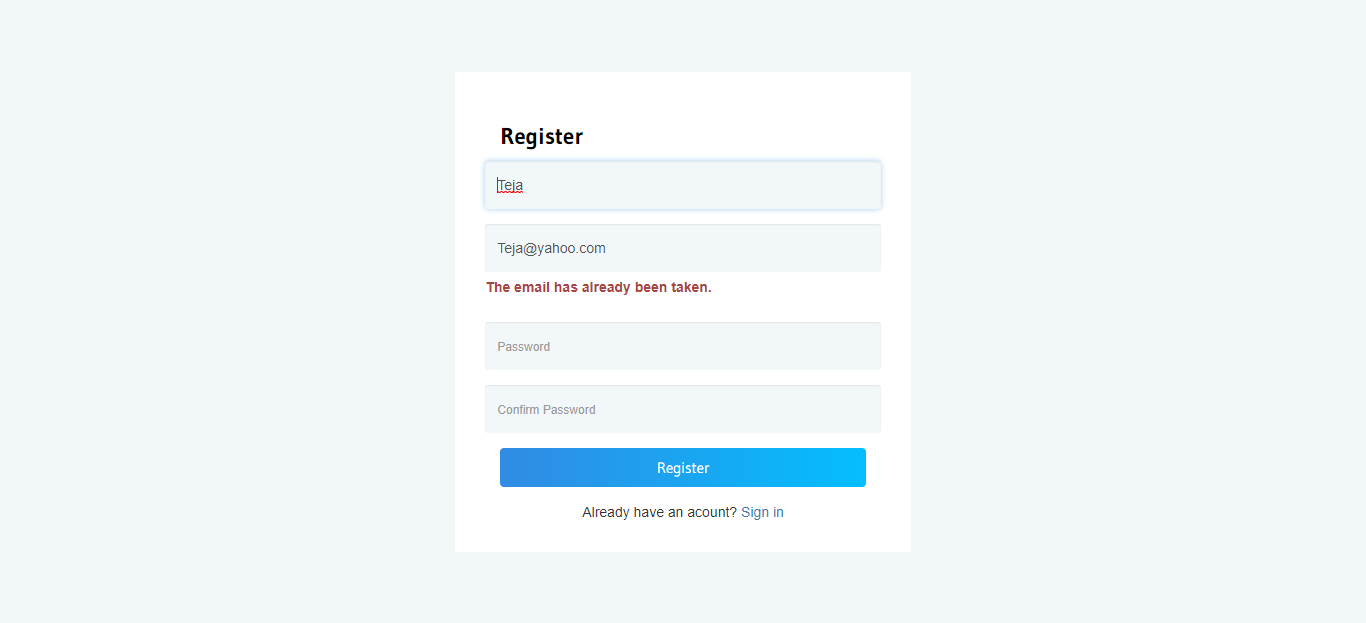 Register
Teja
Teja@yahoo.com
The email has already been taken.
Password
Confirm Password
Register
Already have an acount? Sign in